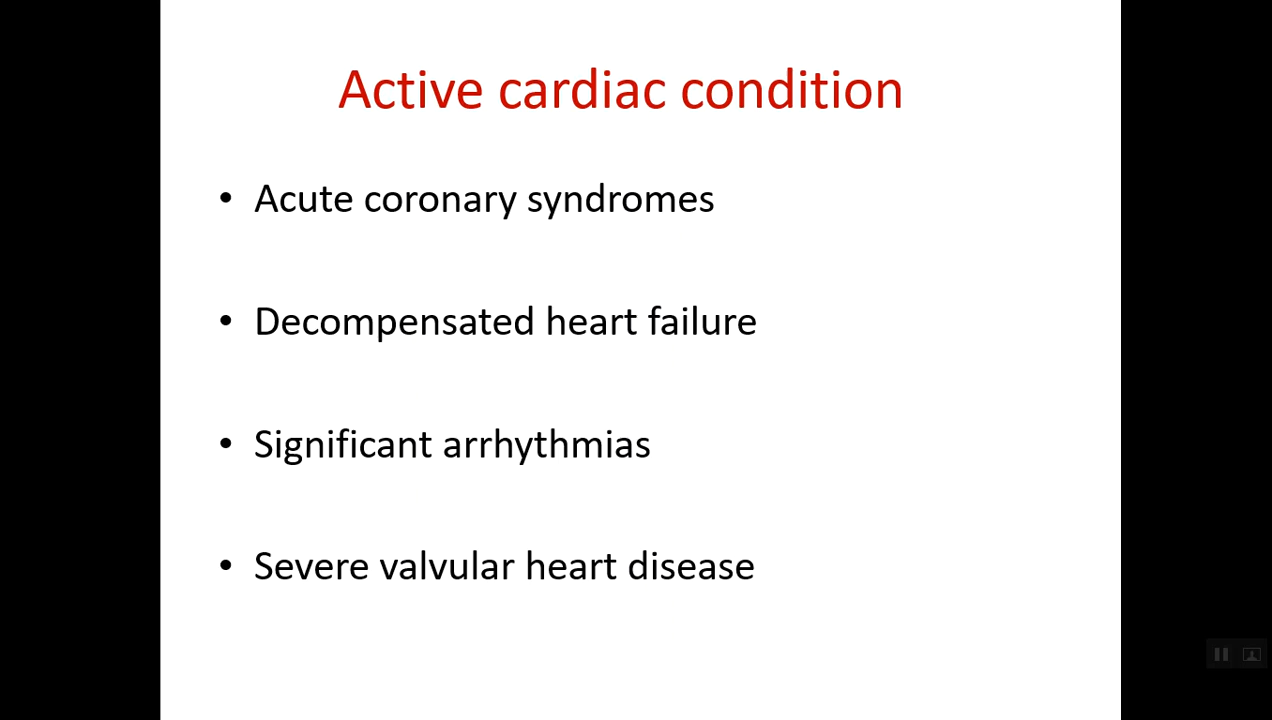 Active cardiac condition
• Acute coronary syndromes
• Decompensated heart failure
• Significant arrhythmias
• Severe valvular heart disease